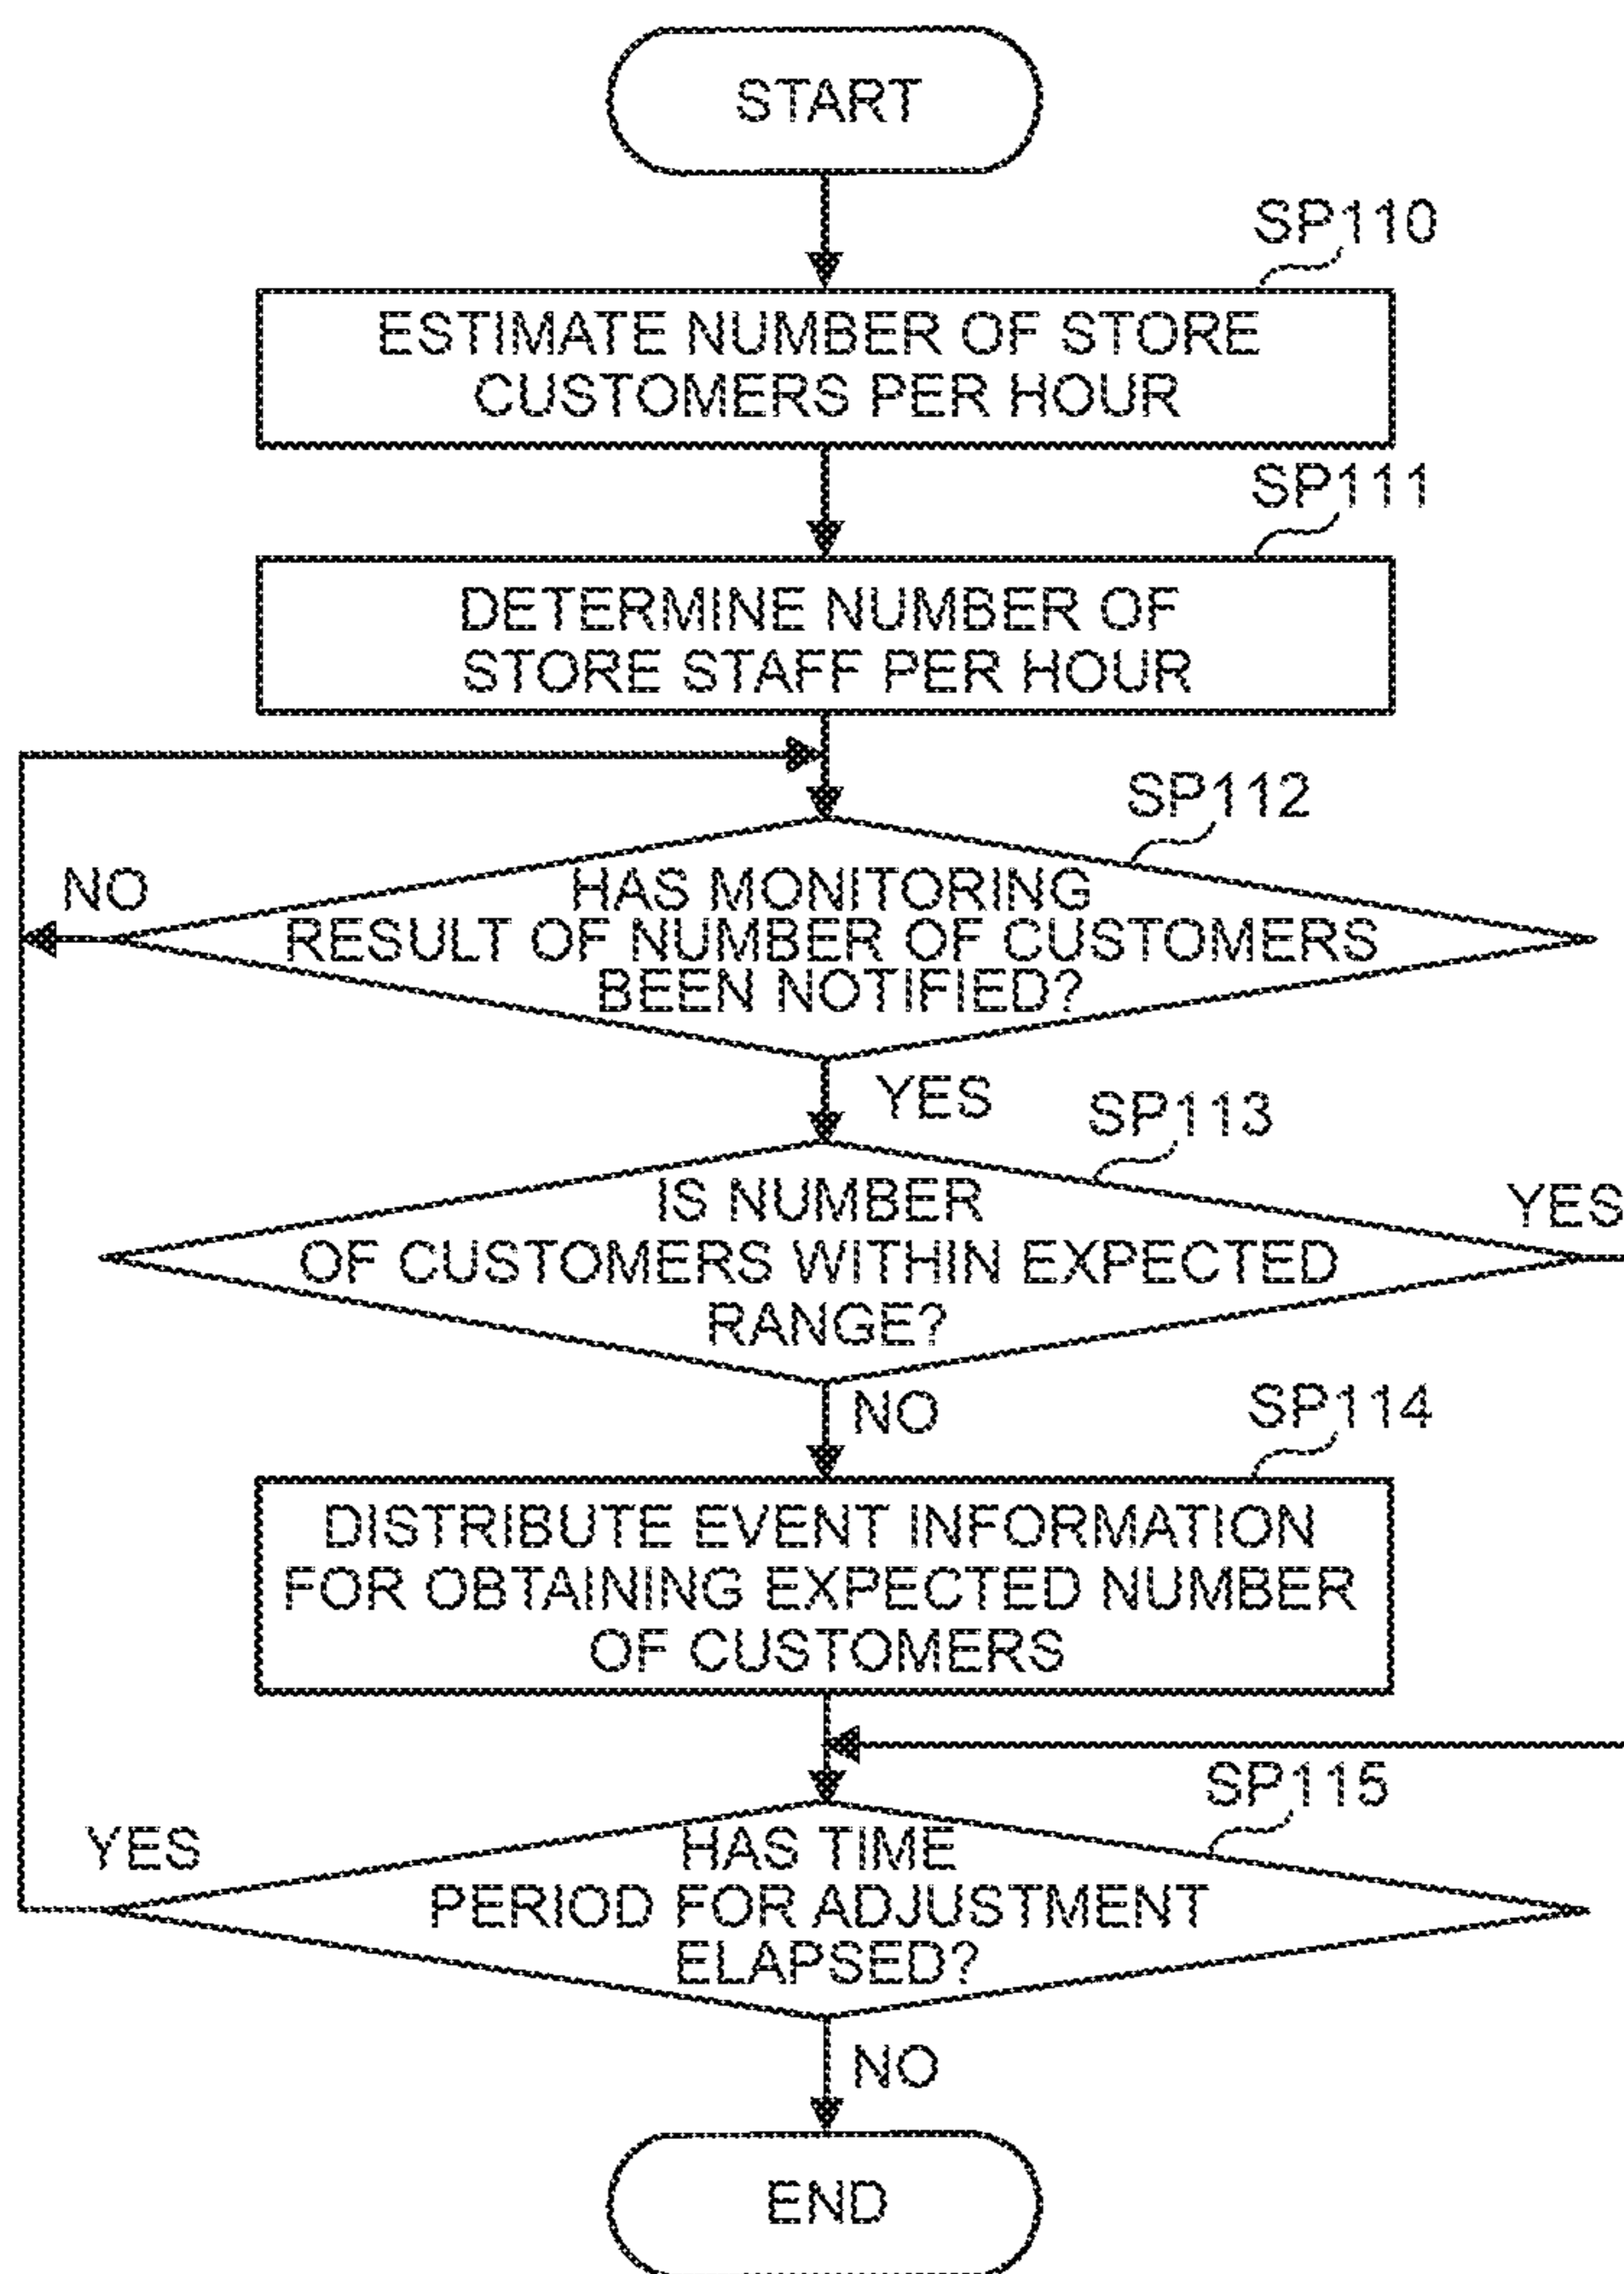 START
SP110
ESTIMATE NUMBER OF STORE
CUSTOMERS PER HOUR
SP111
DETERMINE NUMBER OF
STORE STAFF PER HOUR
SP112
NO
HAS MONITORING
RESULT OF NUMBER OF CUSTOMERS
BEEN NOTIFIED?
YES
SP113
IS NUMBER
OF CUSTOMERS WITHIN EXPECTED
RANGE?
YES
NO
SP114
DISTRIBUTE EVENT INFORMATION
FOR OBTAINING EXPECTED NUMBER
OF CUSTOMERS
SP115
YES
HAS TIME
PERIOD FOR ADJUSTMENT
ELAPSED?
NO
END